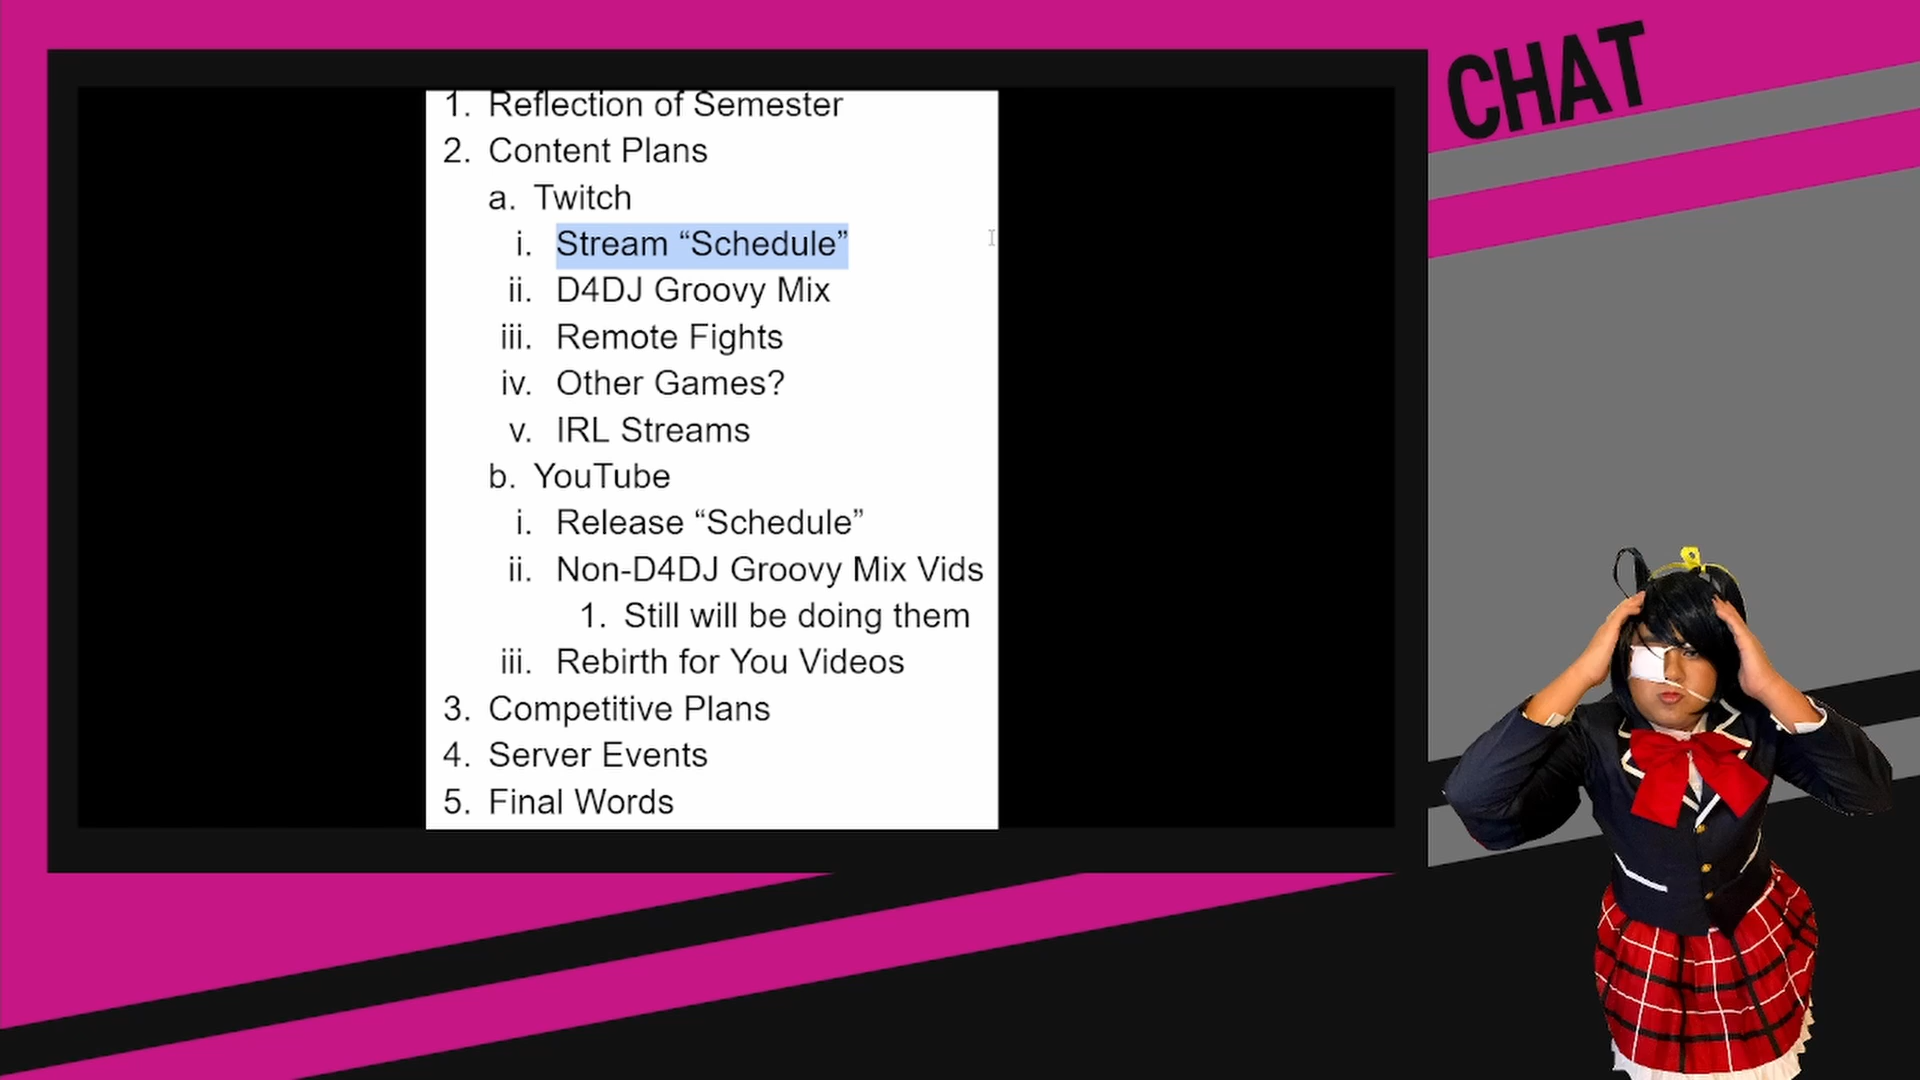 CHAT
1. Reflection of Semester
2. Content Plans
a. Twitch
i. Stream “Schedule”
ii. D4DJ Groovy Mix
iii. Remote Fights
iv. Other Games?
v. IRL Streams
b. YouTube
i. Release “Schedule”
ii. Non-D4DJ Groovy Mix Vids
1. Still will be doing them
iii. Rebirth for You Videos
3. Competitive Plans
4. Server Events
5. Final Words